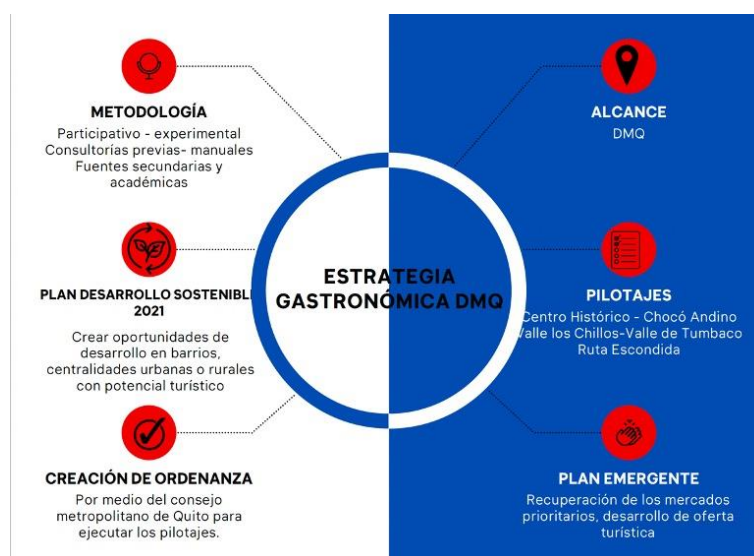 METODOLOGÍA
Participativo - experimental
Consultorías previas- manuales
Fuentes secundarias y
académicas
PLAN DESARROLLO SOSTENIBL
2021
Crear oportunidades de
desarrollo en barrios,
centralidades urbanas o rurales
con potencial turístico
CREACIÓN DE ORDENANZA
Por medio del consejo
metropolitano de Quito para
ejecutar los pilotajes.
ESTRATEGIA
GASTRONÓMICA DMQ
ALCANCE
DMQ
PILOTAJES
Centro Histórico - Chocó Andino
Valle los Chillos-Valle de Tumbaco
Ruta Escondida
PLAN EMERGENTE
Recuperación de los mercados
prioritarios, desarrollo de oferta
turística